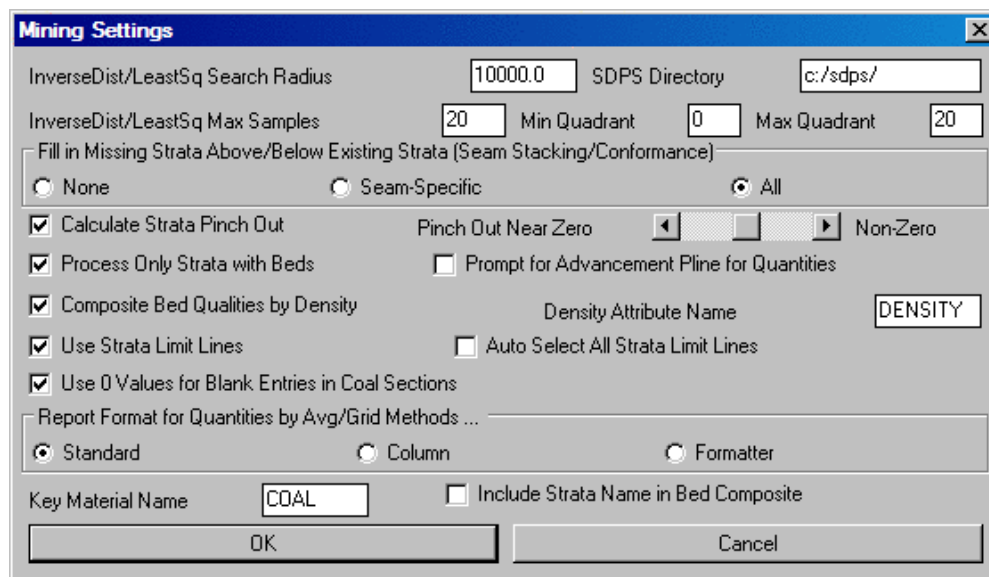 Mining Settings
InverseDist/LeastSq Search Radius 10000.0 SDPS Directory c:/sdps/
InverseDist/LeastSq Max Samples 20 Min Quadrant 0 Max Quadrant 20
Fill in Missing Strata Above/Below Existing Strata (Seam Stacking/Conformance)
None Seam-Specific All
Calculate Strata Pinch Out Pinch Out Near Zero Non-Zero
Process Only Strata with Beds Prompt for Advancement Pline for Quantities
Composite Bed Qualities by Density Density Attribute Name DENSITY
Use Strata Limit Lines Auto Select All Strata Limit Lines
Use 0 Values for Blank Entries in Coal Sections
Report Format for Quantities by Avg/Grid Methods ...
Standard Column Formatter
Key Material Name COAL Include Strata Name in Bed Composite
OK Cancel